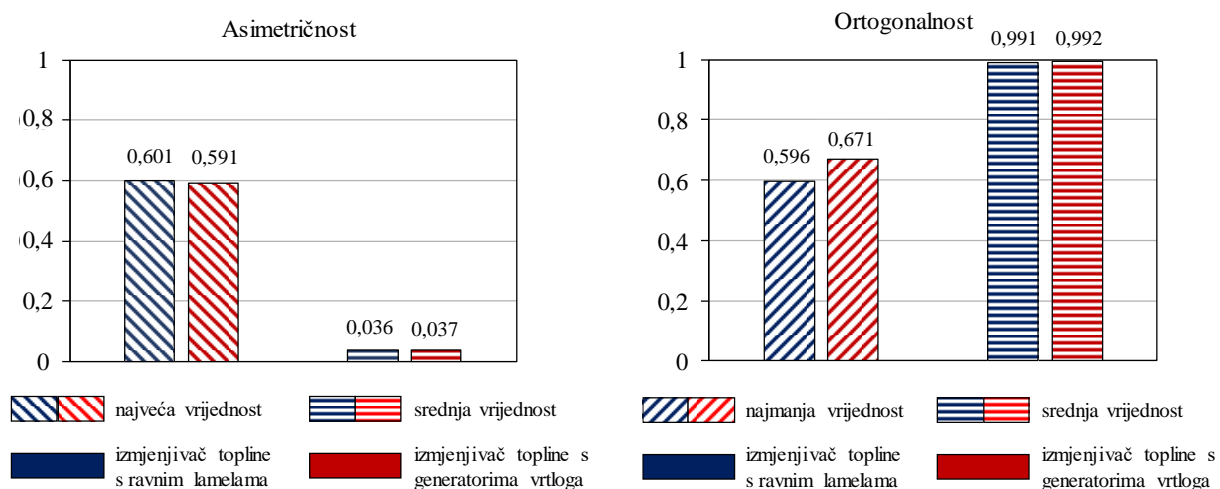 Asimetričnost
1
0,8
0,6
0,4
0,2
0
0,601
0,591
0,036
0,037
najveća vrijednost
srednja vrijednost
izmjenjivač topline
s ravnim lamelama
izmjenjivač topline s
generatorima vrtloga
Ortogonalnost
1
0,8
0,6
0,4
0,2
0
0,596
0,671
0,991
0,992
najmanja vrijednost
srednja vrijednost
izmjenjivač topline
s ravnim lamelama
izmjenjivač topline s
generatorima vrtloga